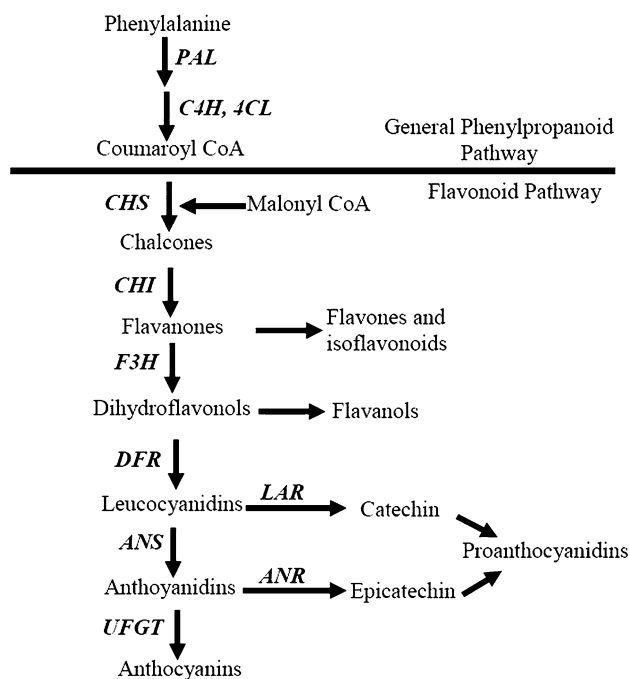 Phenylalanine
PAL
C4H, 4CL
Coumaroyl CoA
General Phenylpropanoid
Pathway
Flavonoid Pathway
CHS
Malonyl CoA
Chalcones
CHI
Flavanones
Flavones and
isoflavonoids
F3H
Dihydroflavonols
Flavanols
DFR
Leucocyanidins
LAR
Catechin
ANS
Proanthocyanidins
Anthoyanidins
ANR
Epicatechin
UFGT
Anthocyanins